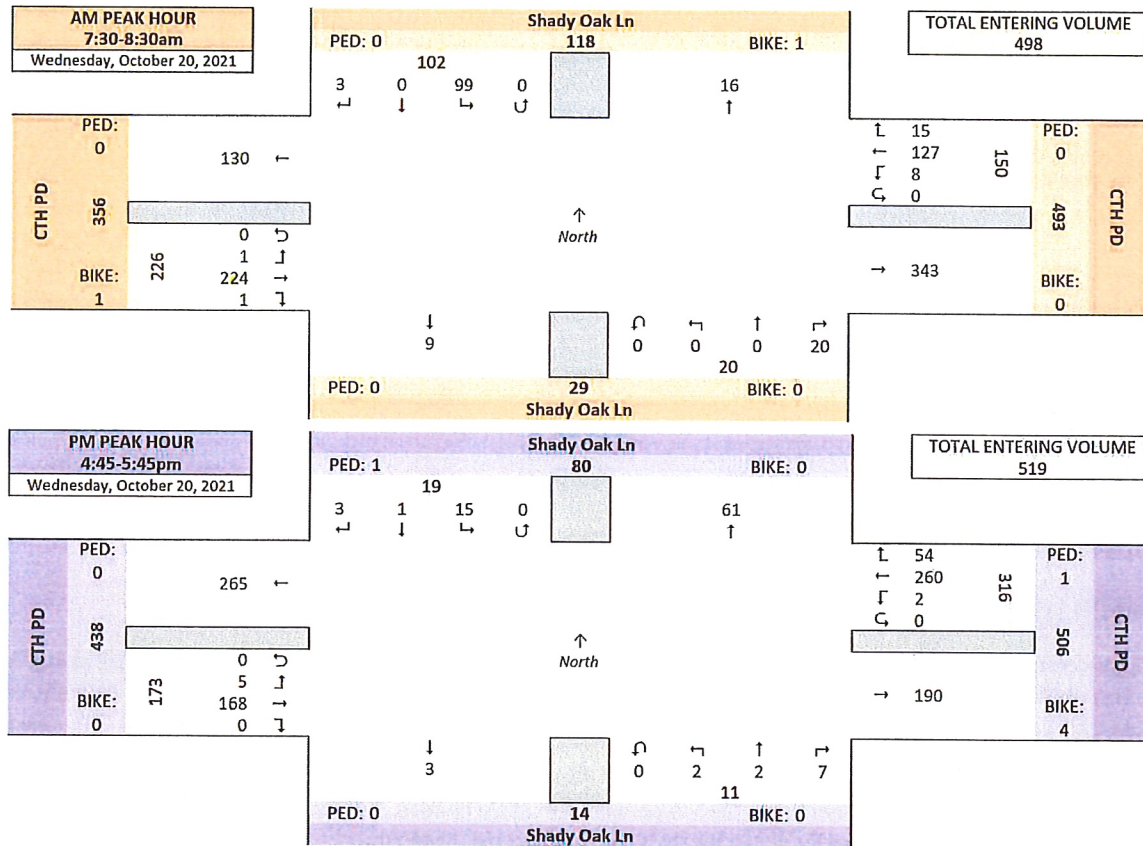 AM PEAK HOUR
7:30-8:30am
Wednesday, October 20, 2021
Shady Oak Ln
PED: 0 118 BIKE: 1
TOTAL ENTERING VOLUME
498
102
3 0 99 0 16
↲ ↓ ↳ ↺ ↑
CTH PD
PED:
0
130 ←
356
0
1
226
224 →
1
BIKE:
1
↑
North
15
← 127
8
0
150
PED:
0
493
CTH PD
→ 343
BIKE:
0
↓
9
↑
0 0 0 20
20
PED: 0 29 BIKE: 0
Shady Oak Ln
PM PEAK HOUR
4:45-5:45pm
Wednesday, October 20, 2021
Shady Oak Ln
PED: 1 80 BIKE: 0
TOTAL ENTERING VOLUME
519
19
3 1 15 0 61
↲ ↓ ↳ ↺ ↑
CTH PD
PED:
0
265 ←
438
0
5
173
168 →
0
BIKE:
0
↑
North
54
← 260
2
0
316
PED:
1
506
CTH PD
→ 190
BIKE:
4
↓
3
↑
0 2 2 7
11
PED: 0 14 BIKE: 0
Shady Oak Ln